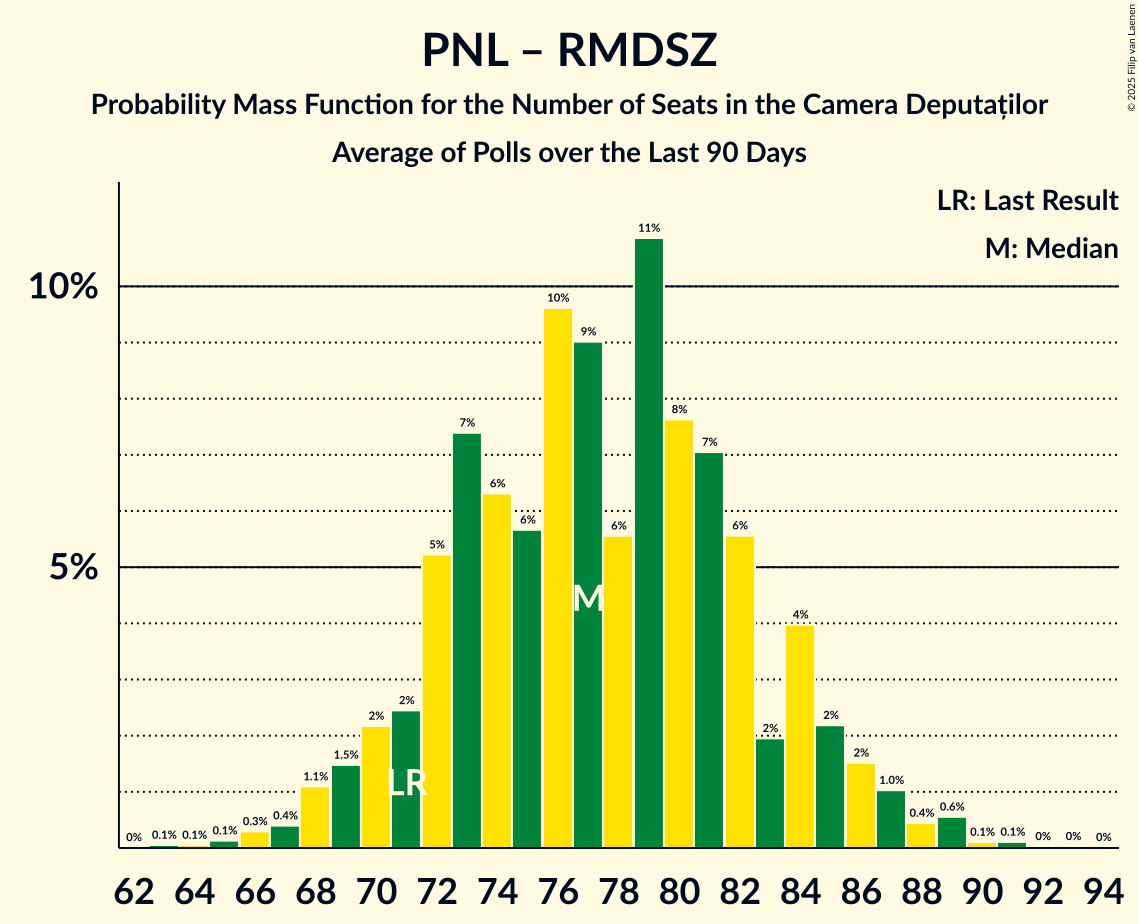 PNL – RMDSZ
Probability Mass Function for the Number of Seats in the Camera Deputaților
Average of Polls over the Last 90 Days
© 2025 Filip van Laenen
LR: Last Result
M: Median
10%
5%
0% 0.1% 0.1% 0.1% 0.3% 0.4% 1.1% 1.5% 2% 2% 5% 7% 6% 6% 10% 9% 6% 11% 8% 7% 6% 2% 4% 2% 2% 1.0% 0.4% 0.6% 0.1% 0.1% 0% 0% 0%
M
LR
62 64 66 68 70 72 74 76 78 80 82 84 86 88 90 92 94